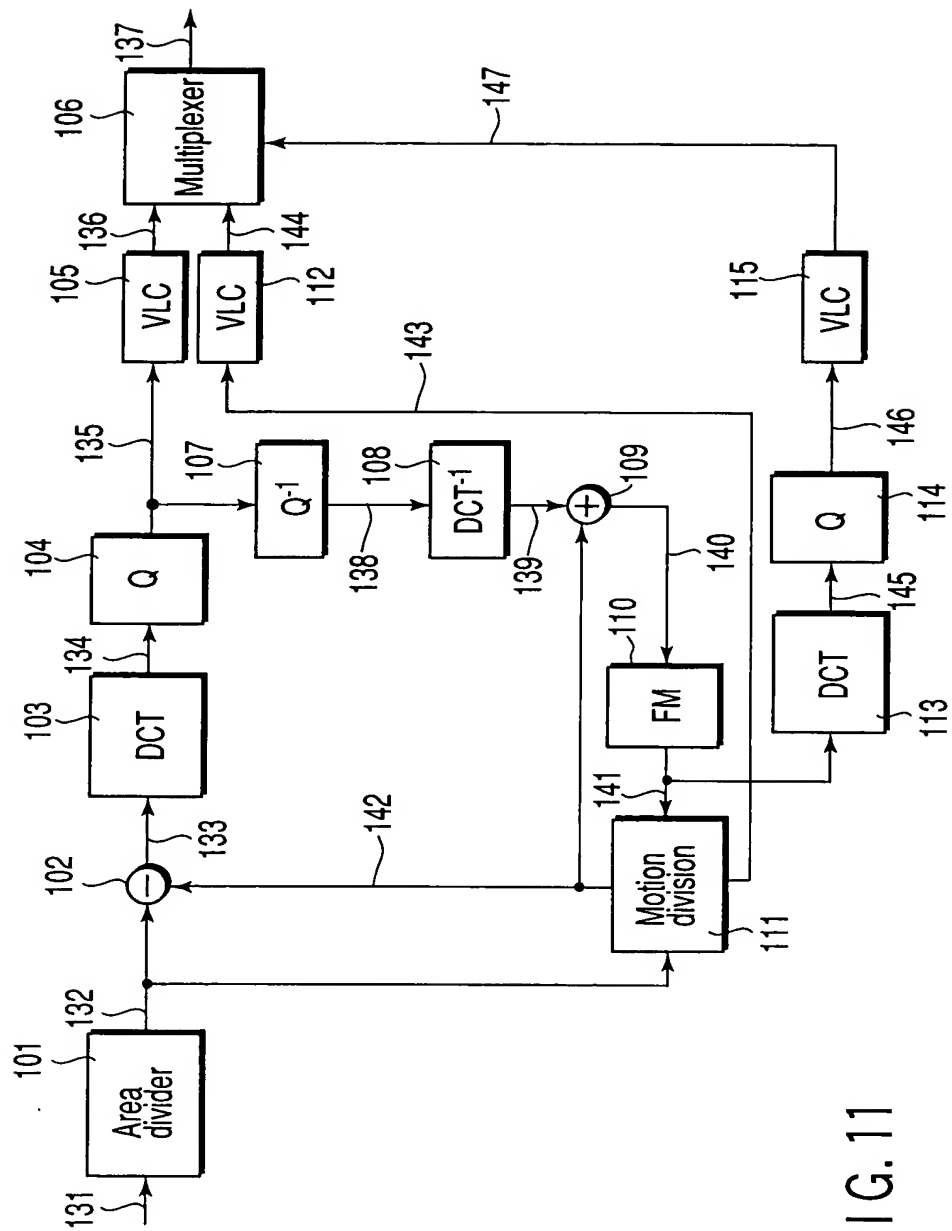 131
Area
divider
101
132
102
133
DCT
103
134
Q
104
135
VLC
105
136
Multiplexer
106
137
VLC
112
144
143
147
Q-1
107
138
DCT-1
108
139
+
109
140
FM
110
141
142
-
Motion
division
111
DCT
113
145
Q
114
146
VLC
115
I G. 11